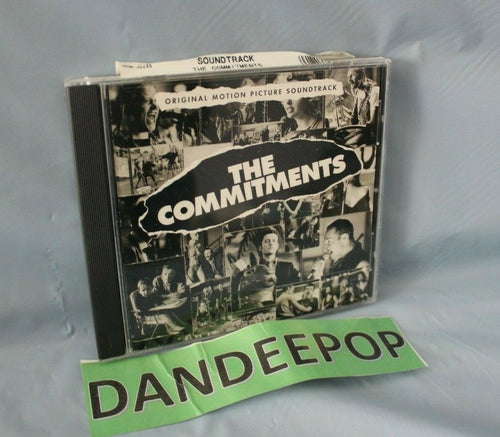 SOUNDTRACK
THE COMMITMENTS
ORIGINAL MOTION PICTURE SOUNDTRACK
THE
COMMITMENTS
DANDEEPOP